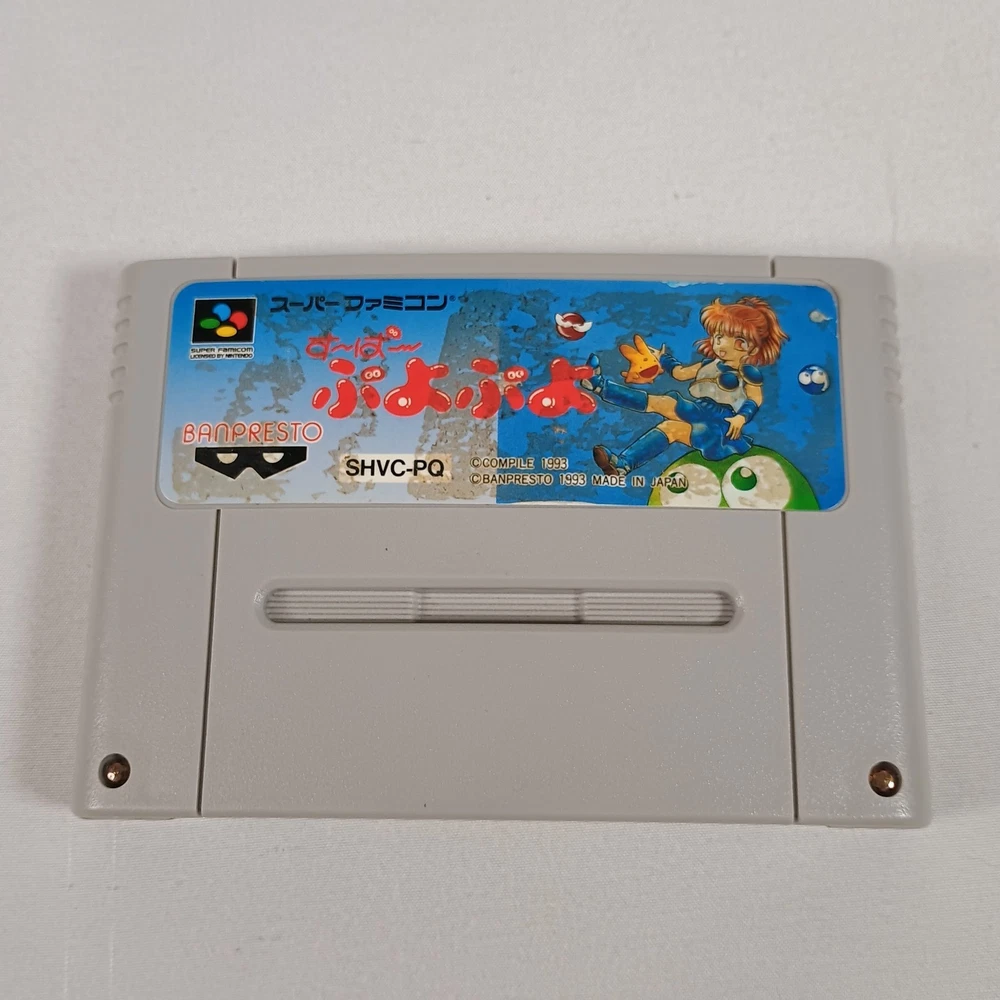 スーパーファミコン®
SUPER FAMICOM
LICENSED BY NINTENDO
す〜ぱ〜
ぷよぷよ
BANPRESTO
SHVC-PQ
©COMPILE 1993
©BANPRESTO 1993 MADE IN JAPAN